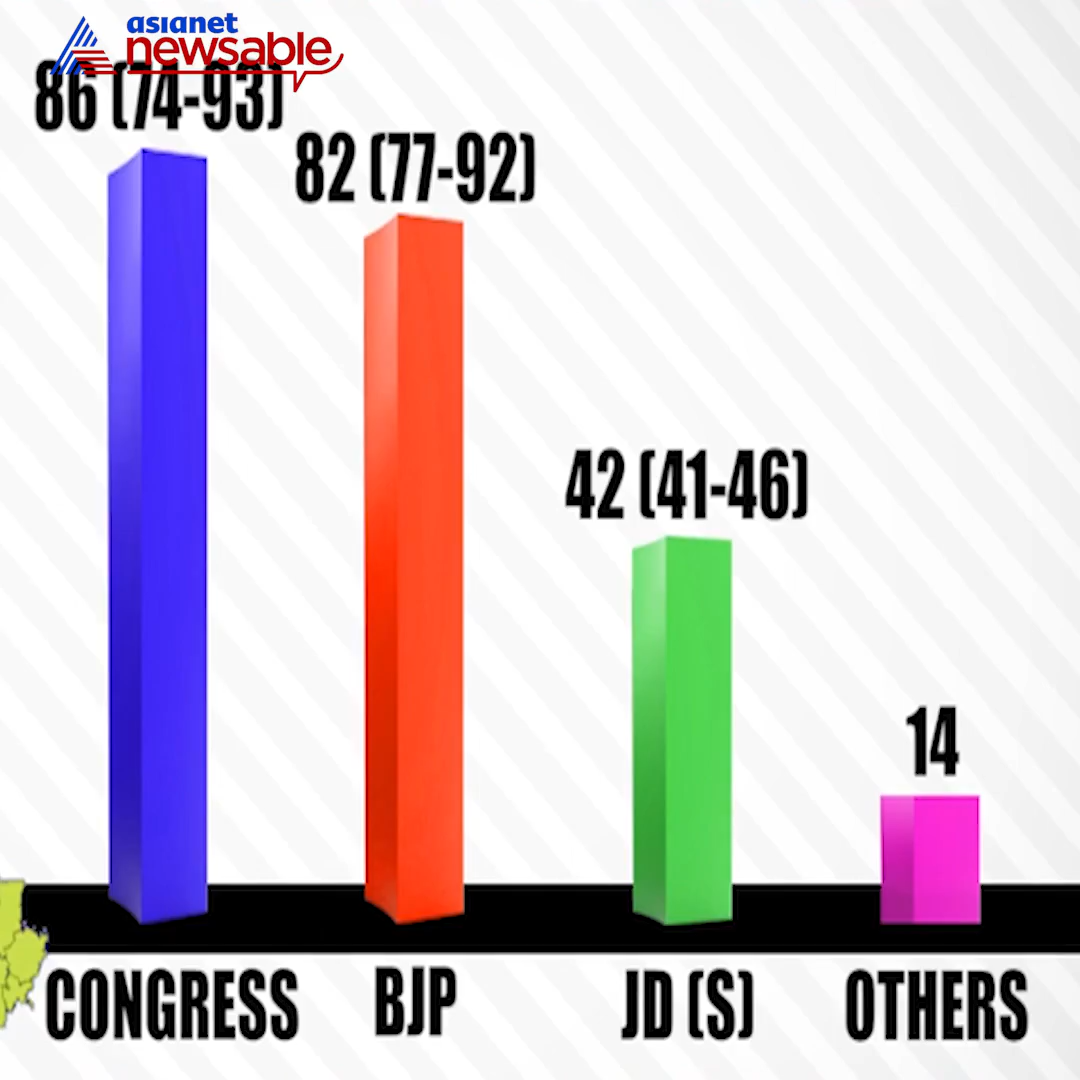 asianet
newsable
86 (74-93)
82 (77-92)
42 (41-46)
14
CONGRESS
BJP
JD (S)
OTHERS